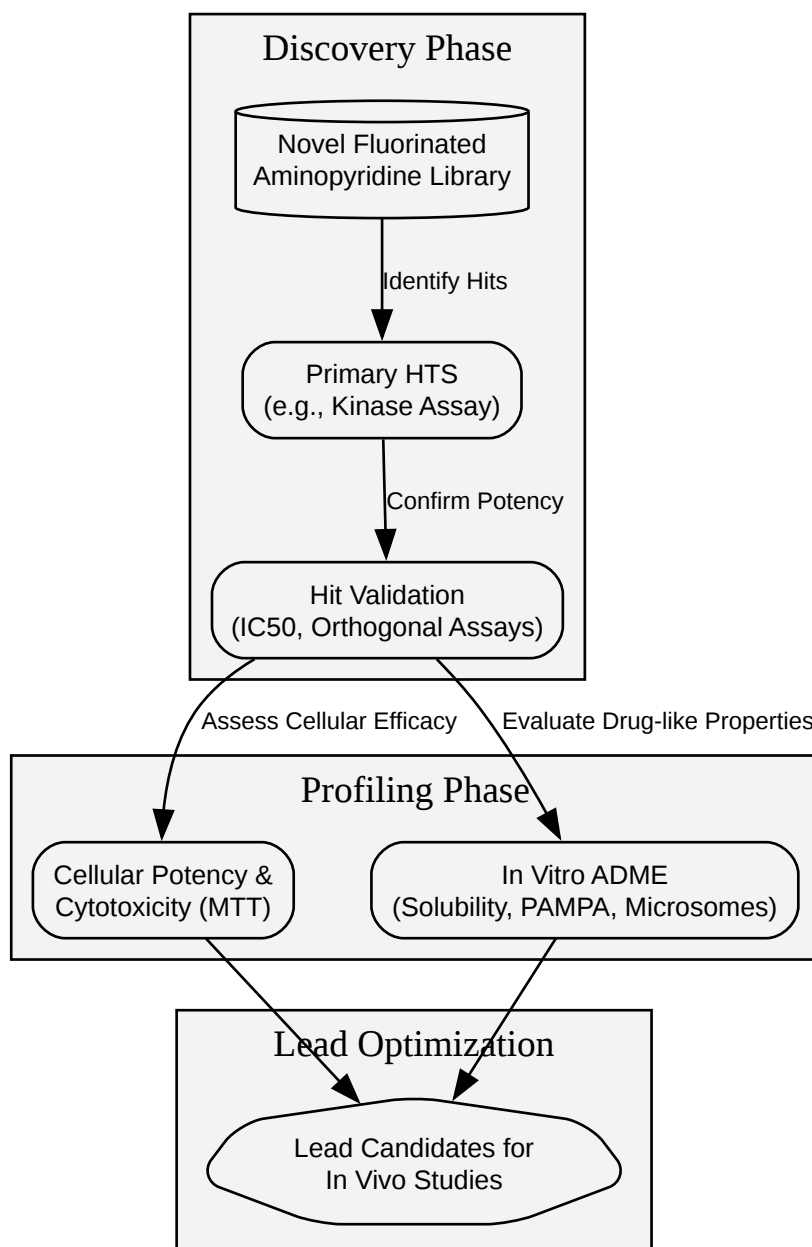 Discovery Phase
Novel Fluorinated
Aminopyridine Library
Identify Hits
Primary HTS
(e.g., Kinase Assay)
Confirm Potency
Hit Validation
(IC50, Orthogonal Assays)
Assess Cellular Efficacy
Evaluate Drug-like Properties
Profiling Phase
Cellular Potency &
Cytotoxicity (MTT)
In Vitro ADME
(Solubility, PAMPA, Microsomes)
Lead Optimization
Lead Candidates for
In Vivo Studies